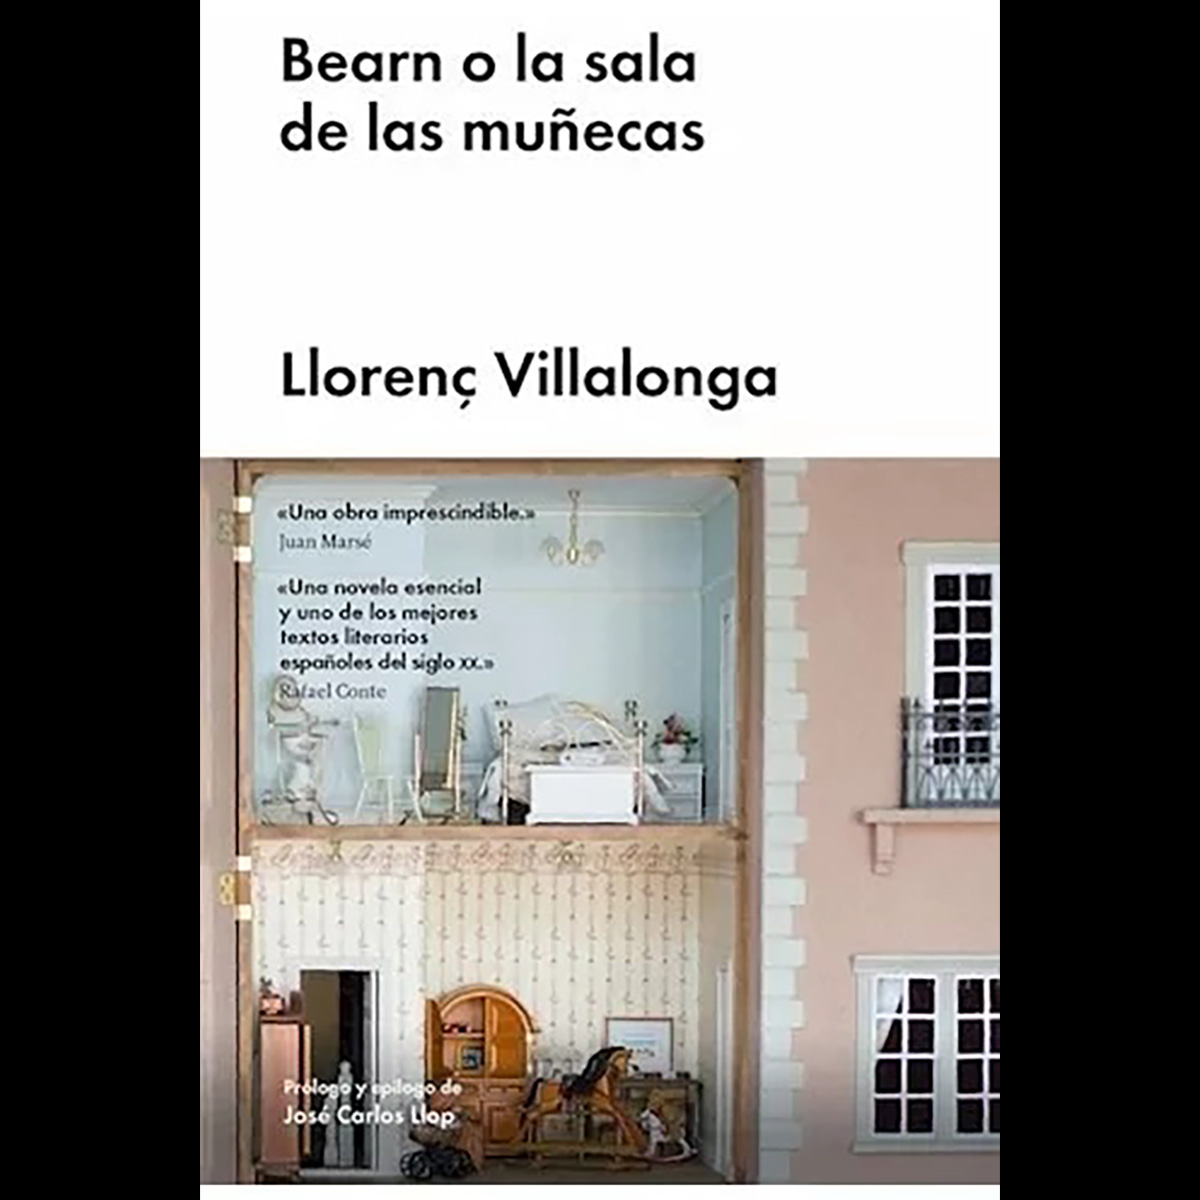 Bearn o la sala
de las muñecas
Llorenç Villalonga
«Una obra imprescindible.»
Juan Marsé
«Una novela esencial
y uno de los mejores
textos literarios
españoles del siglo XX.»
Rafael Conte
Prólogo y epílogo de
José Carlos Llop